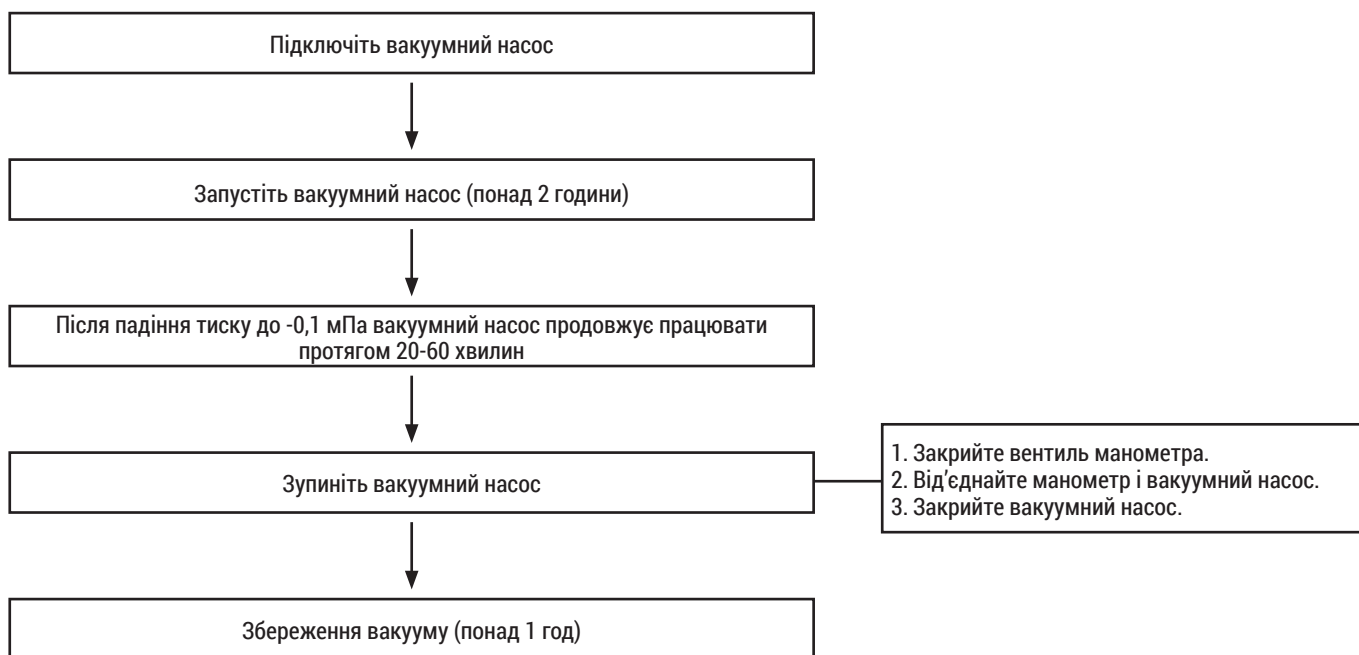 Підключіть вакуумний насос
Запустіть вакуумний насос (понад 2 години)
Після падіння тиску до -0,1 мПа вакуумний насос продовжує працювати
протягом 20-60 хвилин
Зупиніть вакуумний насос
1. Закрийте вентиль манометра.
2. Від’єднайте манометр і вакуумний насос.
3. Закрийте вакуумний насос.
Збереження вакууму (понад 1 год)